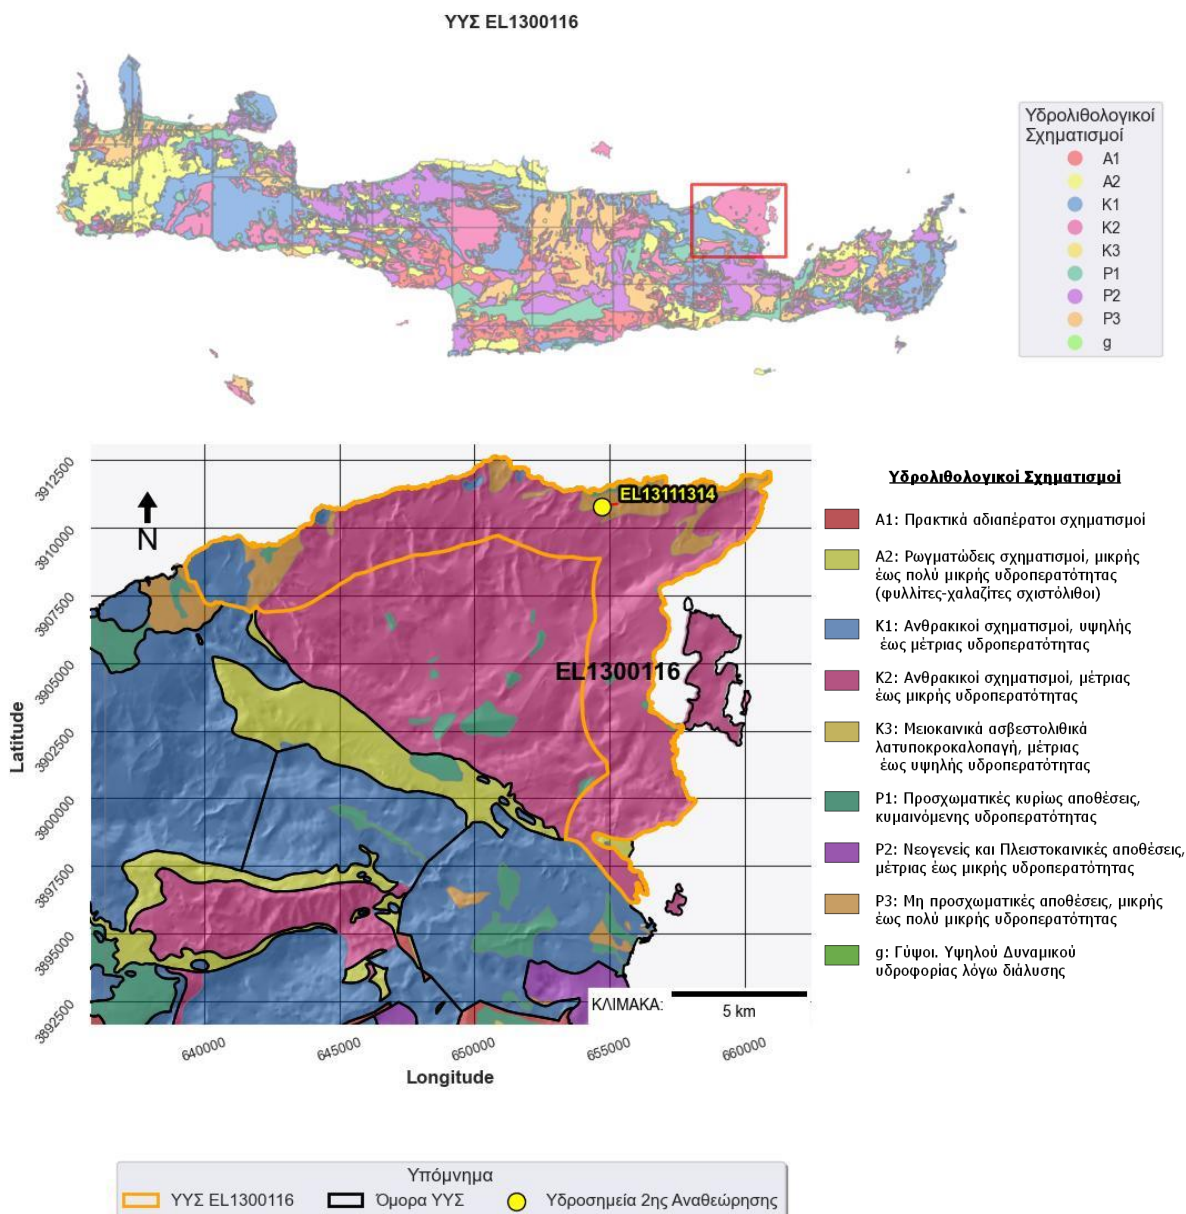 ΥΥΣ EL1300116
Υδρολιθολογικοί
Σχηματισμοί
A1
A2
K1
K2
K3
P1
P2
P3
g
3912500
3910000
3907500
3905000
3902500
3900000
3897500
3895000
3892500
Latitude
N
EL13111314
EL1300116
ΚΛΙΜΑΚΑ:
5 km
640000
645000
650000
655000
660000
Longitude
Υδρολιθολογικοί Σχηματισμοί
A1: Πρακτικά αδιαπέρατοι σχηματισμοί
A2: Ρωγματώδεις σχηματισμοί, μικρής
έως πολύ μικρής υδροπερατότητας
(φυλλίτες-χαλαζίτες σχιστόλιθοι)
K1: Ανθρακικοί σχηματισμοί, υψηλής
έως μέτριας υδροπερατότητας
K2: Ανθρακικοί σχηματισμοί, μέτριας
έως μικρής υδροπερατότητας
K3: Μειοκαινικά ασβεστολιθικά
λατυποκροκαλοπαγή, μέτριας
έως υψηλής υδροπερατότητας
P1: Προσχωματικές κυρίως αποθέσεις,
κυμαινόμενης υδροπερατότητας
P2: Νεογενείς και Πλειστοκαινικές αποθέσεις,
μέτριας έως μικρής υδροπερατότητας
P3: Μη προσχωματικές αποθέσεις, μικρής
έως πολύ μικρής υδροπερατότητας
g: Γύψοι. Υψηλού Δυναμικού
υδροφορίας λόγω διάλυσης
Υπόμνημα
ΥΥΣ EL1300116
Όμορα ΥΥΣ
Υδροσημεία 2ης Αναθεώρησης